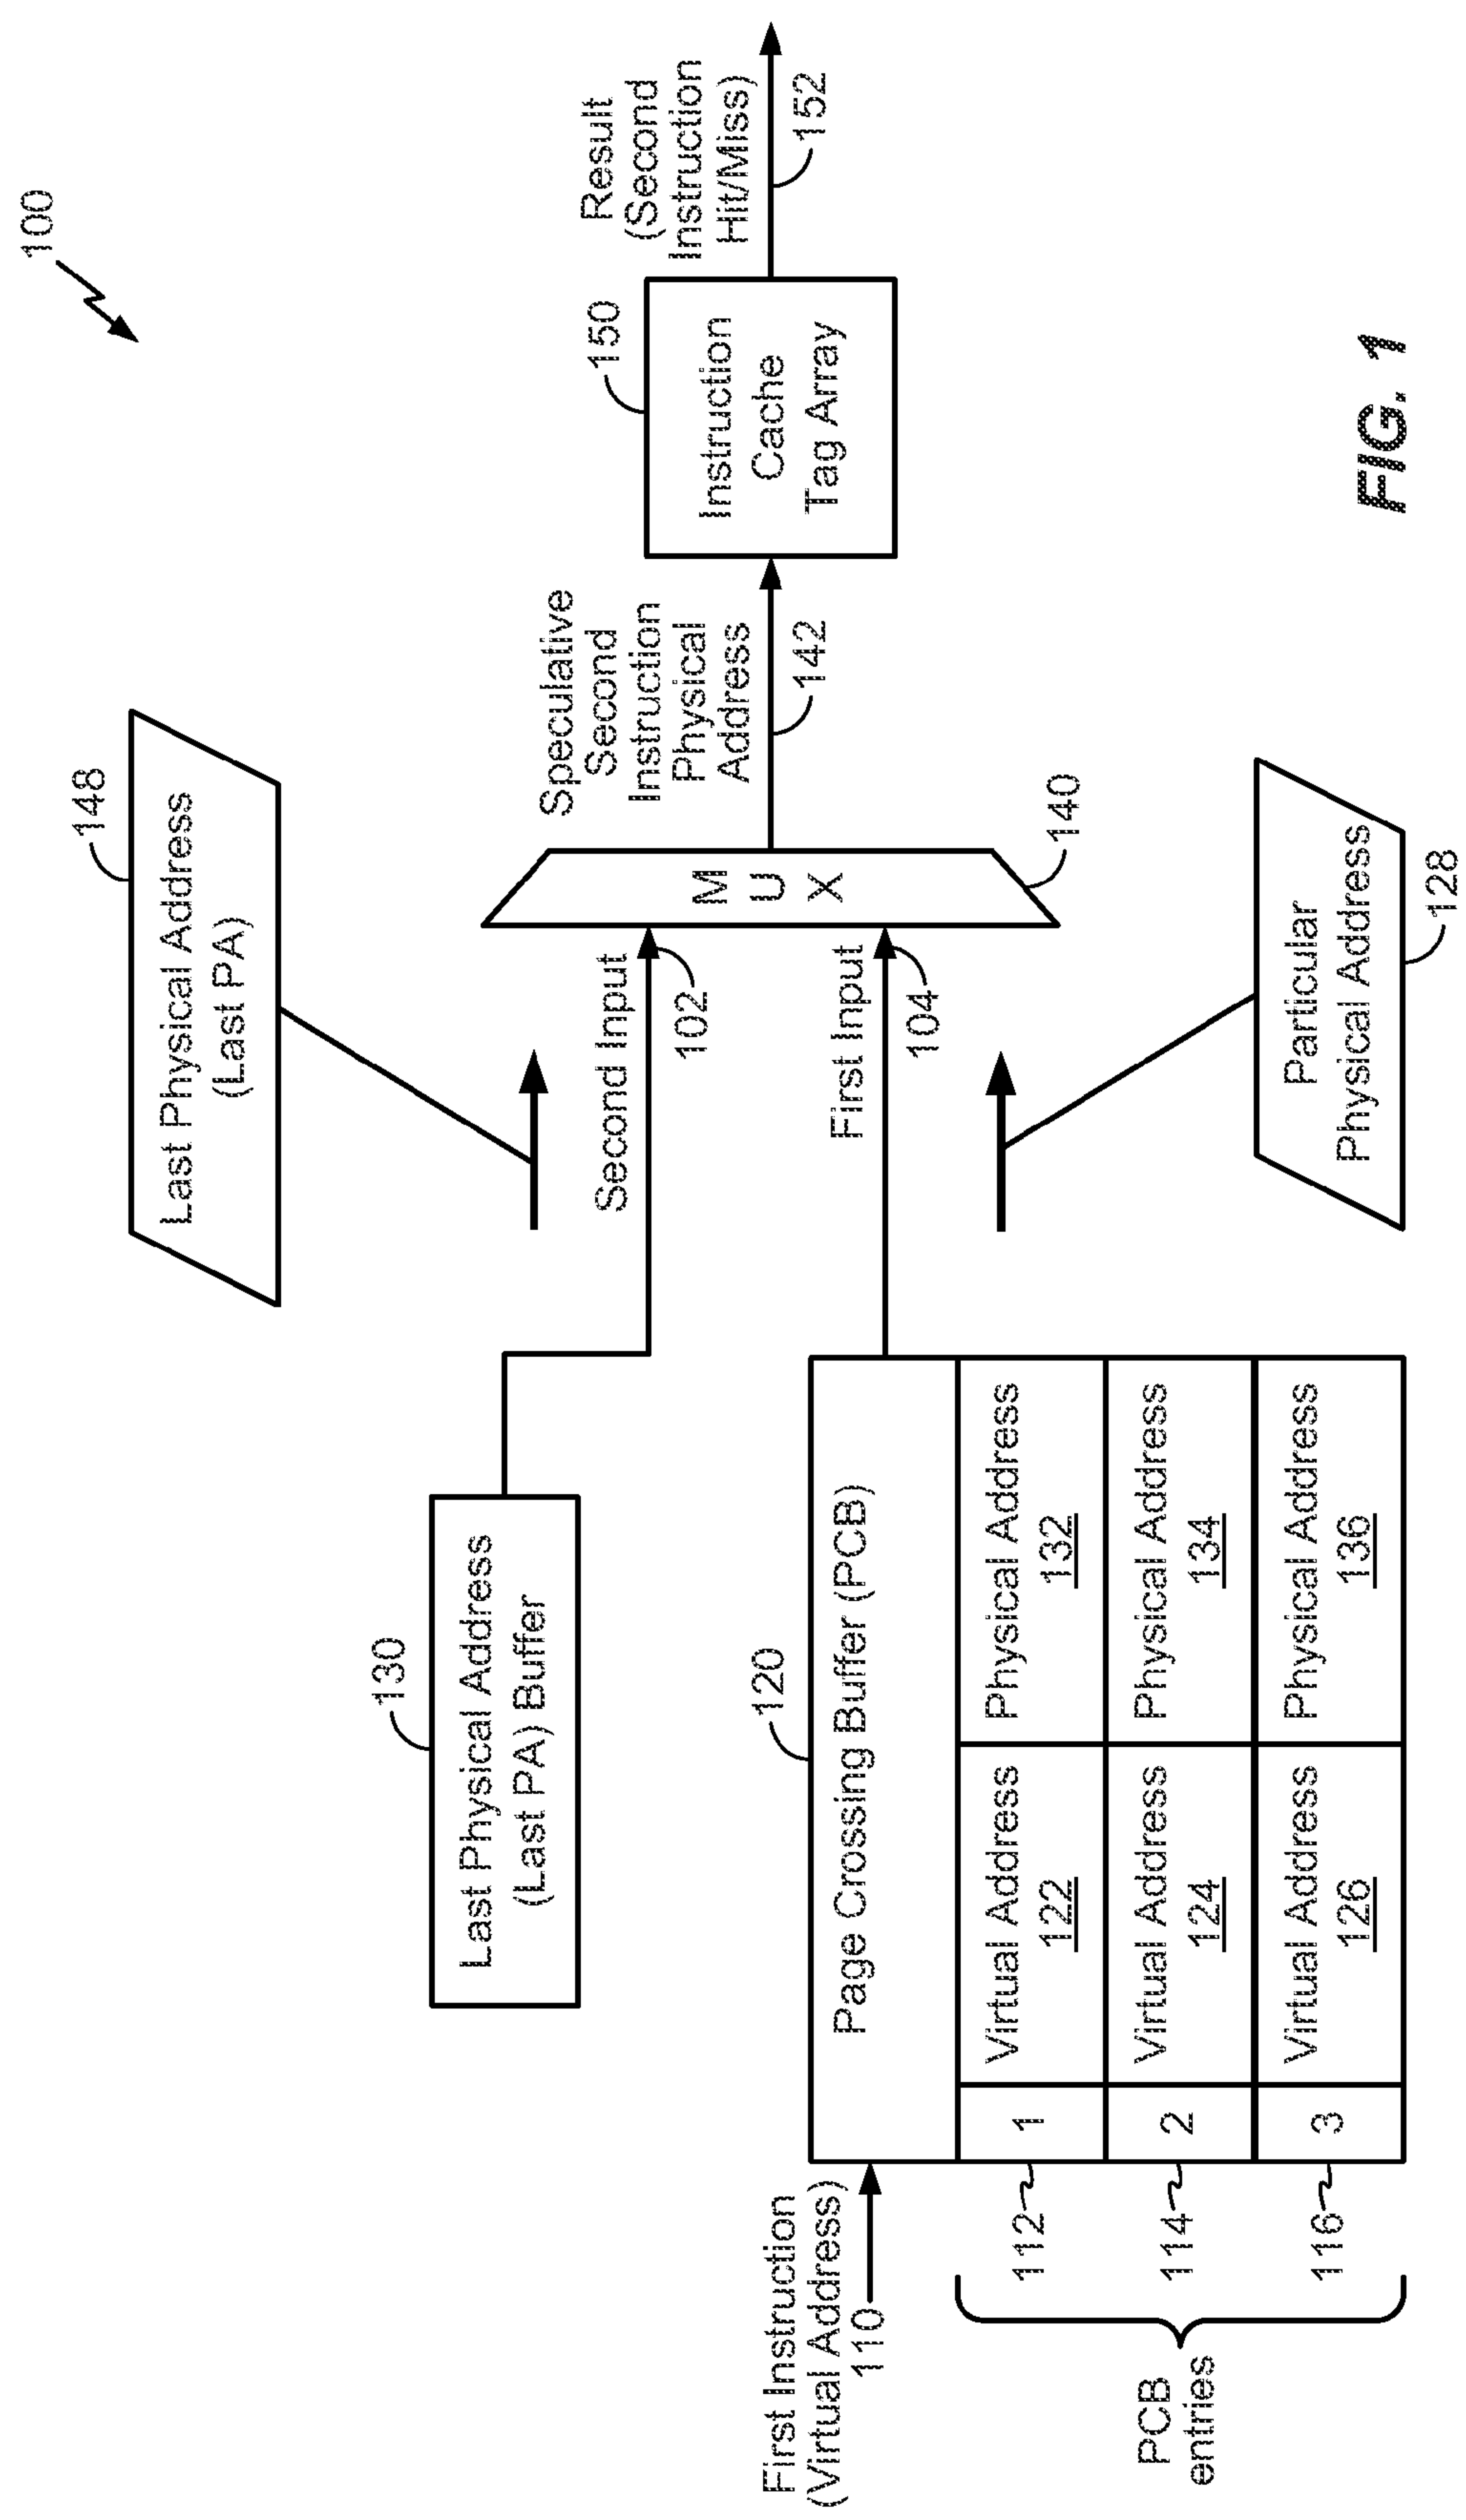 100
148
Last Physical Address
(Last PA)
130
Last Physical Address
(Last PA) Buffer
Second Input
102
First Input
104
M
U
X
140
Speculative
Second
Instruction
Physical
Address
142
150
Instruction
Cache
Tag Array
Result
(Second
Instruction
Hit/Miss)
152
First Instruction
(Virtual Address)
110
120
Page Crossing Buffer (PCB)
PCB
entries
112
1
Virtual Address
122
Physical Address
132
114
2
Virtual Address
124
Physical Address
134
116
3
Virtual Address
126
Physical Address
136
Particular
Physical Address
128
FIG. 1